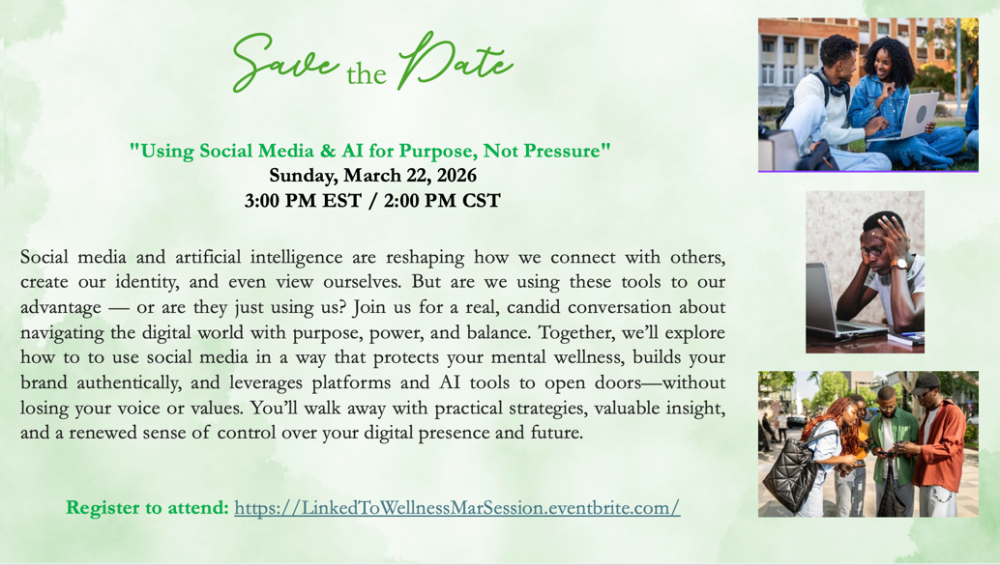 Save the Date
"Using Social Media & AI for Purpose, Not Pressure"
Sunday, March 22, 2026
3:00 PM EST / 2:00 PM CST
Social media and artificial intelligence are reshaping how we connect with others,
create our identity, and even view ourselves. But are we using these tools to our
advantage — or are they just using us? Join us for a real, candid conversation about
navigating the digital world with purpose, power, and balance. Together, we’ll explore
how to to use social media in a way that protects your mental wellness, builds your
brand authentically, and leverages platforms and AI tools to open doors—without
losing your voice or values. You’ll walk away with practical strategies, valuable insight,
and a renewed sense of control over your digital presence and future.
Register to attend: https://LinkedToWellnessMarSession.eventbrite.com/